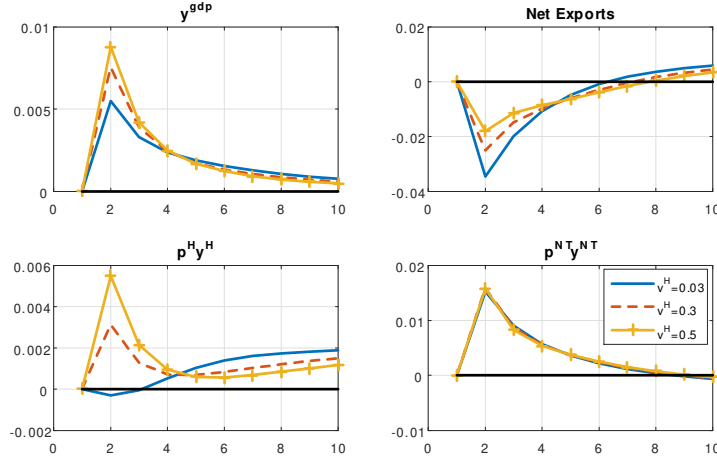 y^gdp
0.01
0.005
0
0 2 4 6 8 10
Net Exports
0.02
0
-0.02
-0.04
0 2 4 6 8 10
p^H y^H
0.006
0.004
0.002
0
-0.002
0 2 4 6 8 10
p^NT y^NT
0.02
0.01
0
-0.01
0 2 4 6 8 10
v^H=0.03
v^H=0.3
v^H=0.5